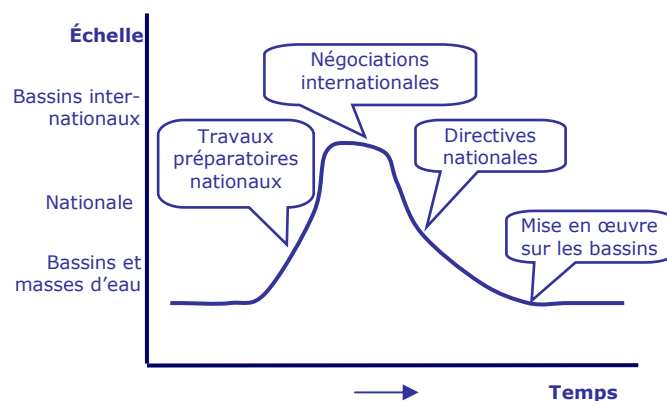 Échelle
Bassins inter-
nationaux
Nationale
Bassins et
masses d'eau
Travaux
préparatoires
nationaux
Négociations
internationales
Directives
nationales
Mise en œuvre
sur les bassins
Temps